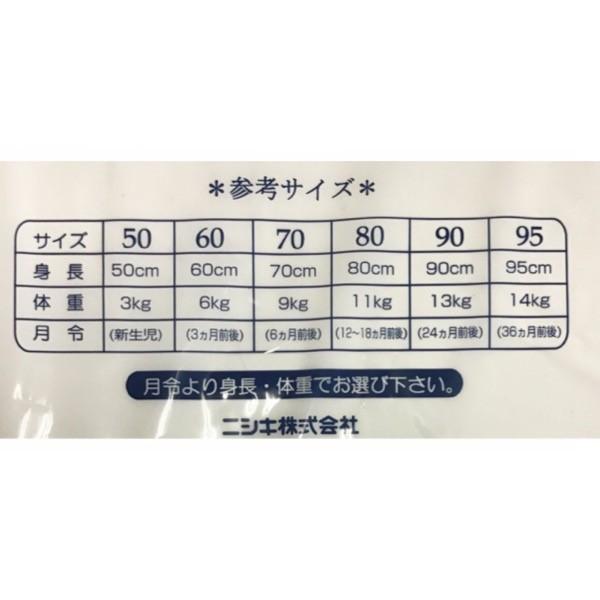 ＊参考サイズ＊
サイズ 50 60 70 80 90 95
身長 50cm 60cm 70cm 80cm 90cm 95cm
体重 3kg 6kg 9kg 11kg 13kg 14kg
月令 (新生児) (3ヵ月前後) (6ヵ月前後) (12〜18ヵ月前後) (24ヵ月前後) (36ヵ月前後)
月令より身長・体重でお選び下さい。
ニシキ株式会社